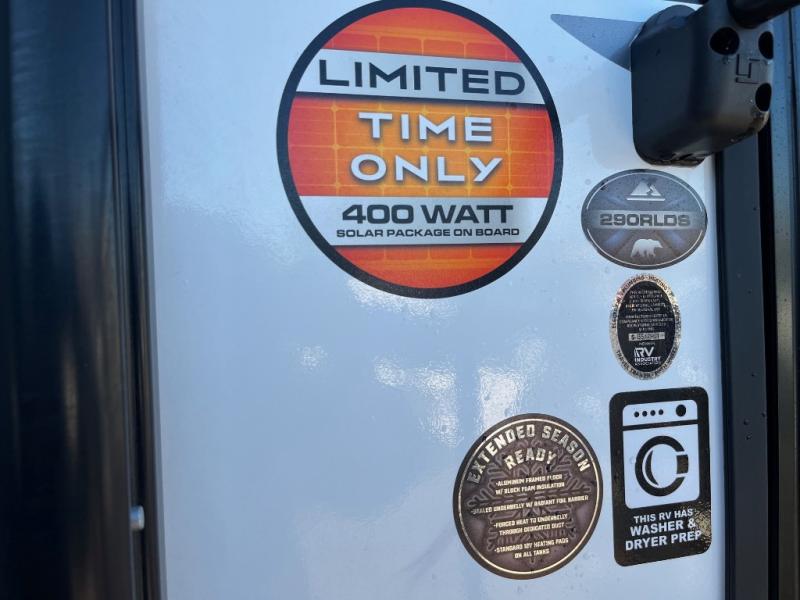 LIMITED
TIME
ONLY
400 WATT
SOLAR PACKAGE ON BOARD
290RLDS
RV
INDUSTRY
ASSOCIATION
EXTENDED SEASON
READY
•ALUMINUM FRAMED FLOOR
W/ BLOCK FOAM INSULATION
SEALED UNDERBELLY W/ RADIANT FOIL BARRIER
•FORCED HEAT TO UNDERBELLY
THROUGH DEDICATED DUCT
•STANDARD 12V HEATING PADS
ON ALL TANKS
THIS RV HAS
WASHER &
DRYER PREP